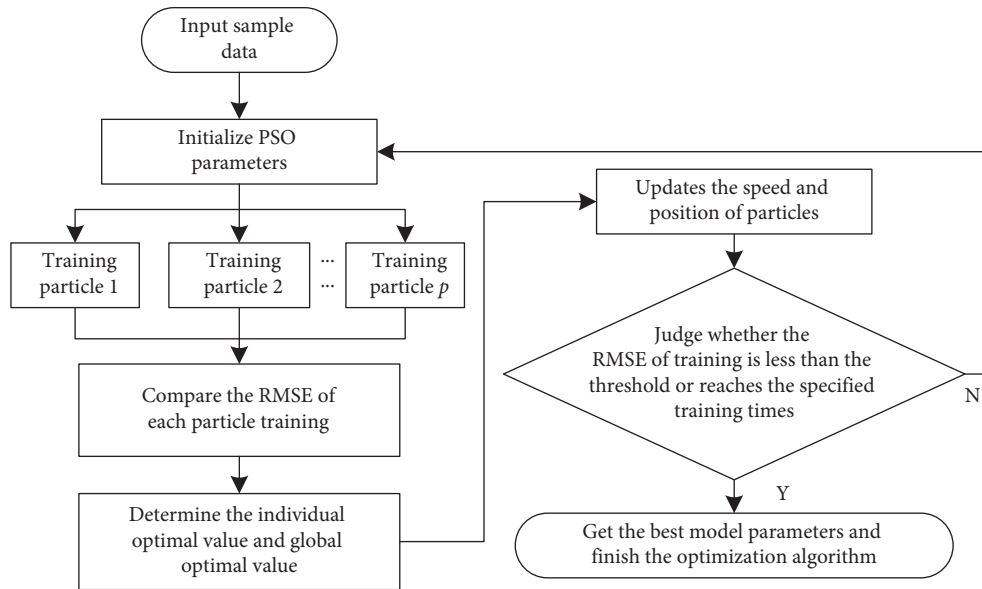 Input sample
data
Initialize PSO
parameters
Training
particle 1
Training
particle 2
...
...
Training
particle p
Compare the RMSE of
each particle training
Determine the individual
optimal value and global
optimal value
Updates the speed and
position of particles
Judge whether the
RMSE of training is less than the
threshold or reaches the specified
training times
N
Y
Get the best model parameters and
finish the optimization algorithm